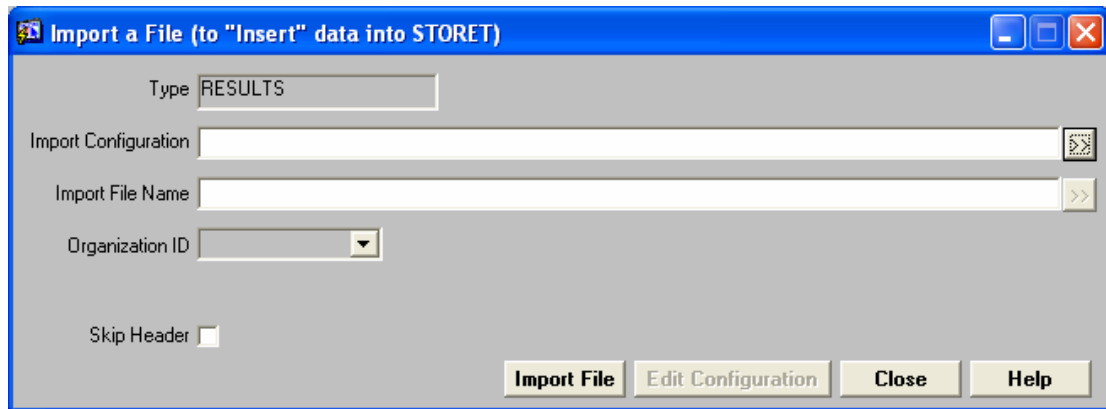 Import a File (to "Insert" data into STORET)
Type RESULTS
Import Configuration >>
Import File Name >>
Organization ID
Skip Header
Import File Edit Configuration Close Help